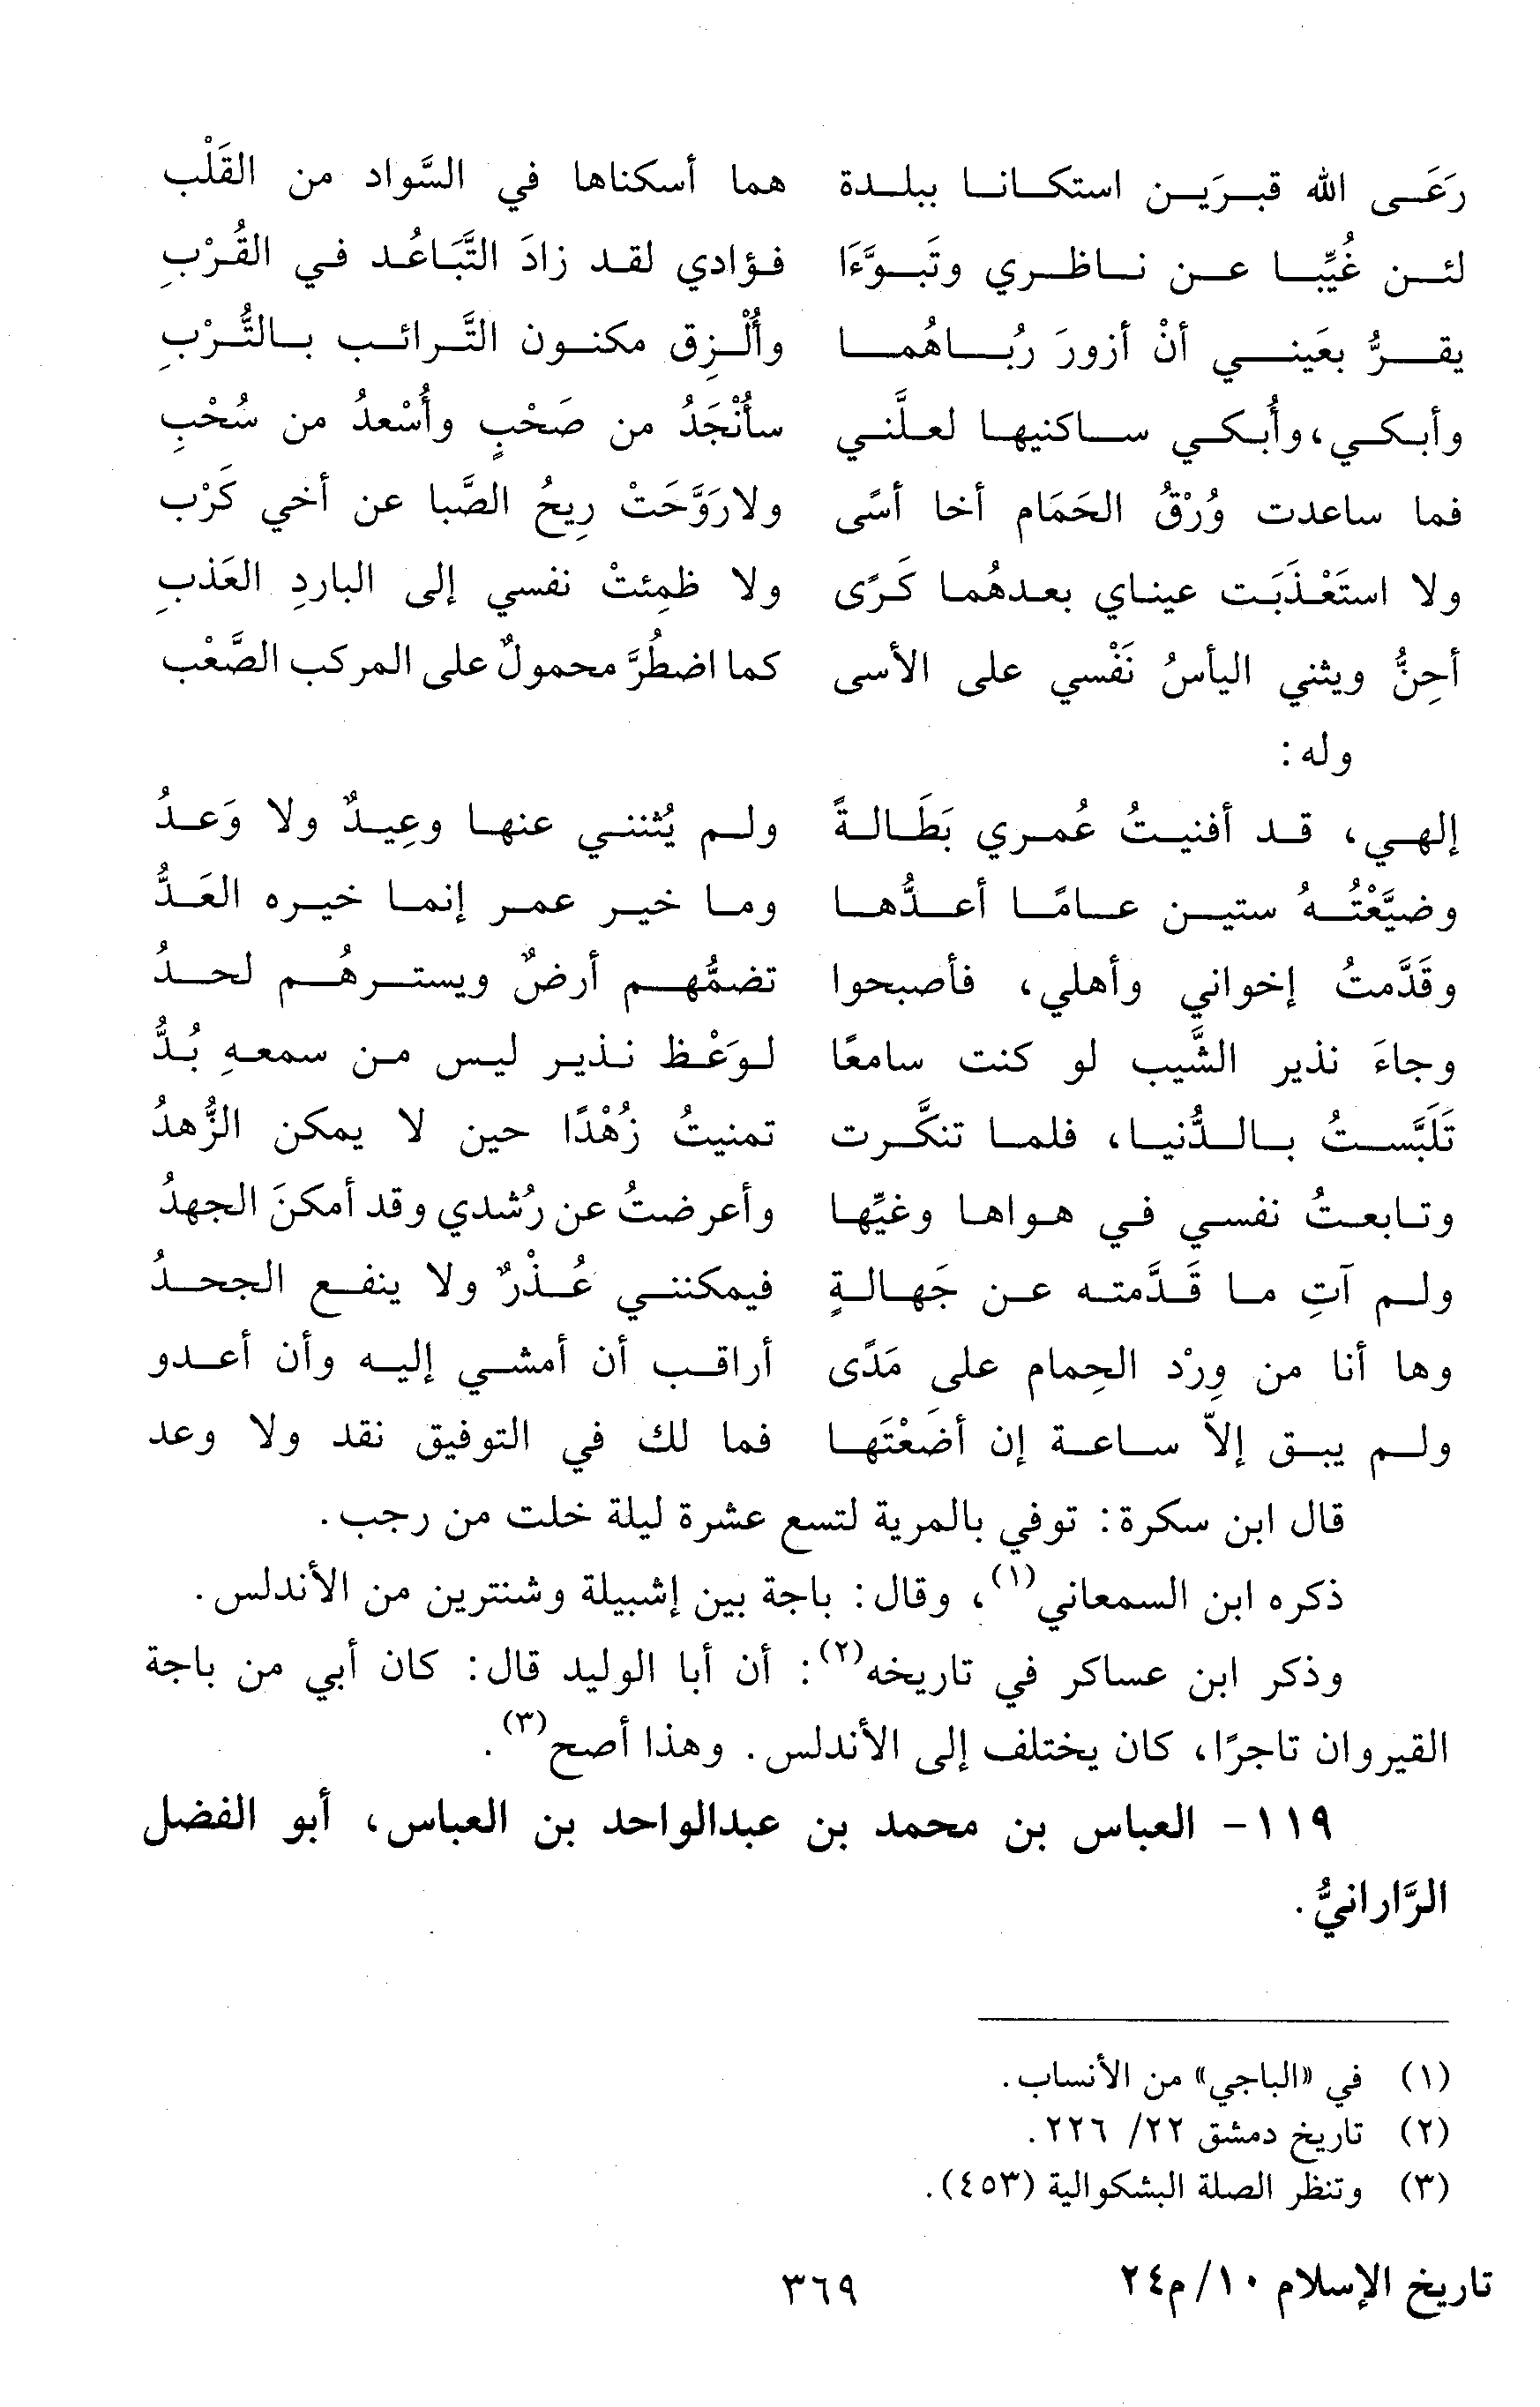 رَعَى الله قبرَين استكانا ببلدة هما أسكناها في السَّواد من القَلْب
لئن غُيِّبا عن ناظري وتَبوَّءَا فؤادي لقد زادَ التَّبَاعُد في القُرْبِ
يقرُّ بعَيني أنْ أزورَ رُباهُما وأُلْزِق مكنون التَّرائب بالتُّرْبِ
وأبكي، وأُبكي ساكنيها لعلَّني سأُنْجَدُ من صَحْبٍ وأُسْعدُ من سُحْبِ
فما ساعدت وُرْقُ الحَمَام أخا أسًى ولا رَوَّحَتْ رِيحُ الصَّبا عن أخي كَرْب
ولا استَعْذَبَت عيناي بعدهُما كَرًى ولا ظمِئتْ نفسي إلى الباردِ العَذبِ
أحِنُّ ويثني اليأسُ نَفْسي على الأسى كما اضطُرَّ محمولٌ على المركب الصَّعْب
وله:
إلهي، قد أفنيتُ عُمري بَطَالةً ولم يُثنني عنها وعِيدٌ ولا وَعدُ
وضيَّعْتُهُ ستين عامًا أعدُّها وما خير عمر إنما خيره العَدُّ
وقَدَّمتُ إخواني وأهلي، فأصبحوا تضمُّهم أرضٌ ويسترهُم لحدُ
وجاءَ نذير الشَّيب لو كنت سامعًا لوَعْظ نذير ليس من سمعهِ بُدُّ
تَلَبَّستُ بالدُّنيا، فلما تنكَّرت تمنيتُ زُهْدًا حين لا يمكن الزُّهدُ
وتابعتُ نفسي في هواها وغيِّها وأعرضتُ عن رُشدي وقد أمكنَ الجهدُ
ولم آتِ ما قَدَّمته عن جَهالةٍ فيمكنني عُذْرٌ ولا ينفع الجحدُ
وها أنا من وِرْد الحِمام على مَدًى أراقب أن أمشي إليه وأن أعدو
ولم يبق إلاّ ساعة إن أضَعْتَها فما لك في التوفيق نقد ولا وعد
قال ابن سكرة: توفي بالمرية لتسع عشرة ليلة خلت من رجب.
ذكره ابن السمعاني(١)، وقال: باجة بين إشبيلة وشنترين من الأندلس.
وذكر ابن عساكر في تاريخه(٢): أن أبا الوليد قال: كان أبي من باجة
القيروان تاجرًا، كان يختلف إلى الأندلس. وهذا أصح(٣).
١١٩- العباس بن محمد بن عبدالواحد بن العباس، أبو الفضل
الرَّارانيُّ.
(١) في «الباجي» من الأنساب.
(٢) تاريخ دمشق ٢٢/ ٢٢٦.
(٣) وتنظر الصلة البشكوالية (٤٥٣).
تاريخ الإسلام ١٠/ م٢٤ ٣٦٩